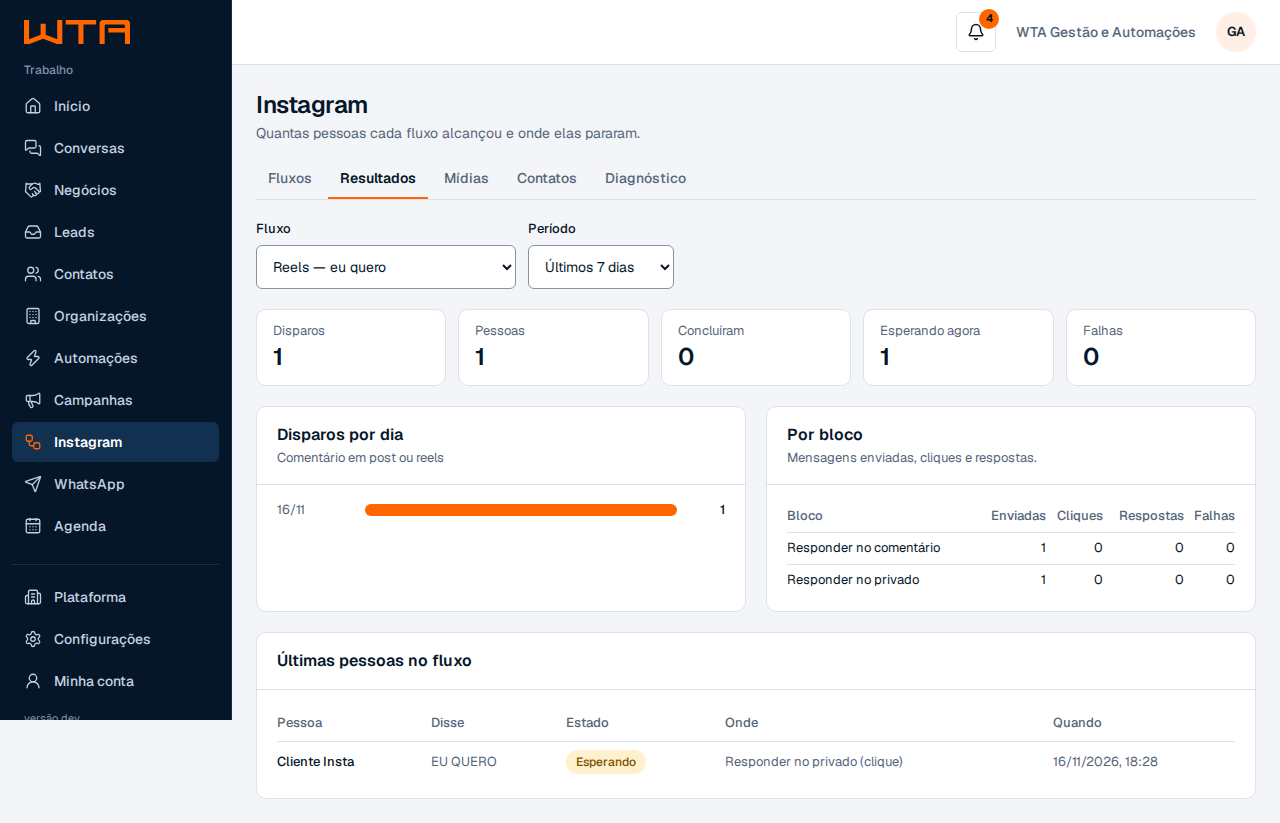 WTA
Trabalho
Início
Conversas
Negócios
Leads
Contatos
Organizações
Automações
Campanhas
Instagram
WhatsApp
Agenda
Plataforma
Configurações
Minha conta
versão dev
4
WTA Gestão e Automações
GA
Instagram
Quantas pessoas cada fluxo alcançou e onde elas pararam.
Fluxos Resultados Mídias Contatos Diagnóstico
Fluxo Período
Reels — eu quero Últimos 7 dias
Disparos Pessoas Concluíram Esperando agora Falhas
1 1 0 1 0
Disparos por dia
Comentário em post ou reels
16/11 1
Por bloco
Mensagens enviadas, cliques e respostas.
Bloco Enviadas Cliques Respostas Falhas
Responder no comentário 1 0 0 0
Responder no privado 1 0 0 0
Últimas pessoas no fluxo
Pessoa Disse Estado Onde Quando
Cliente Insta EU QUERO Esperando Responder no privado (clique) 16/11/2026, 18:28